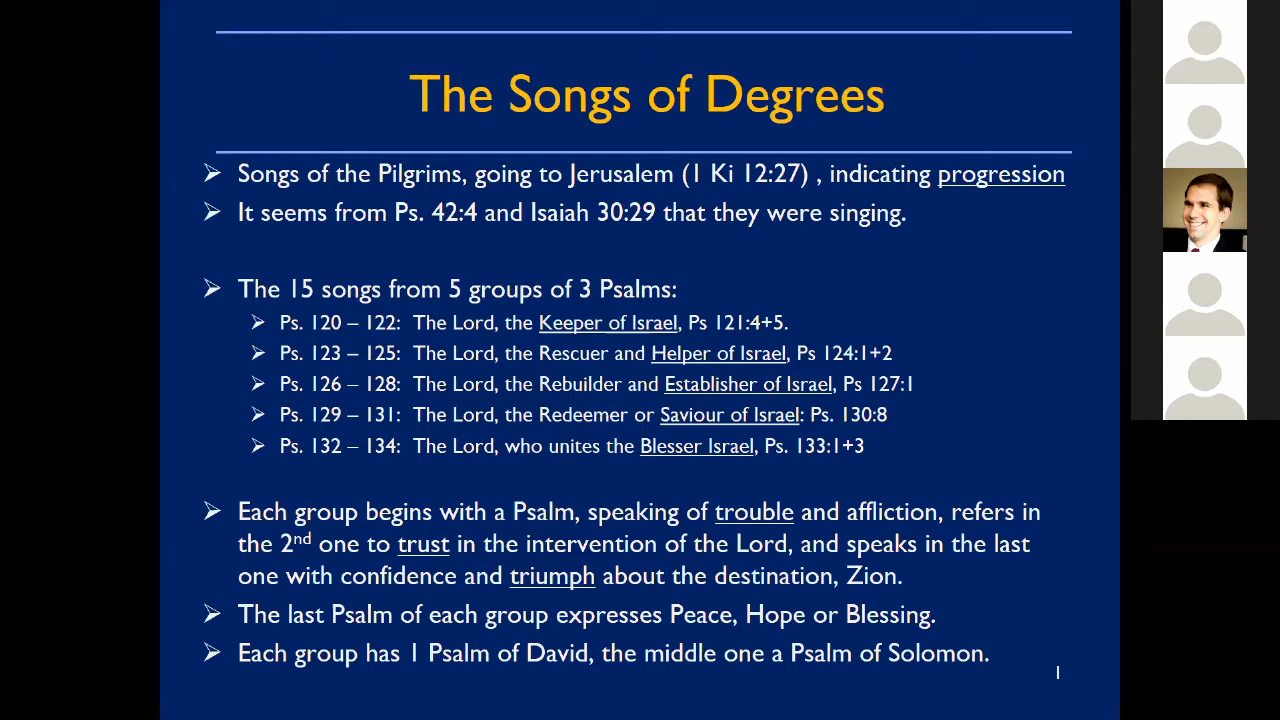 The Songs of Degrees
➢ Songs of the Pilgrims, going to Jerusalem (1 Ki 12:27) , indicating progression
➢ It seems from Ps. 42:4 and Isaiah 30:29 that they were singing.
➢ The 15 songs from 5 groups of 3 Psalms:
➢ Ps. 120 – 122: The Lord, the Keeper of Israel, Ps 121:4+5.
➢ Ps. 123 – 125: The Lord, the Rescuer and Helper of Israel, Ps 124:1+2
➢ Ps. 126 – 128: The Lord, the Rebuilder and Establisher of Israel, Ps 127:1
➢ Ps. 129 – 131: The Lord, the Redeemer or Saviour of Israel: Ps. 130:8
➢ Ps. 132 – 134: The Lord, who unites the Blesser Israel, Ps. 133:1+3
➢ Each group begins with a Psalm, speaking of trouble and affliction, refers in
the 2nd one to trust in the intervention of the Lord, and speaks in the last
one with confidence and triumph about the destination, Zion.
➢ The last Psalm of each group expresses Peace, Hope or Blessing.
➢ Each group has 1 Psalm of David, the middle one a Psalm of Solomon.
1